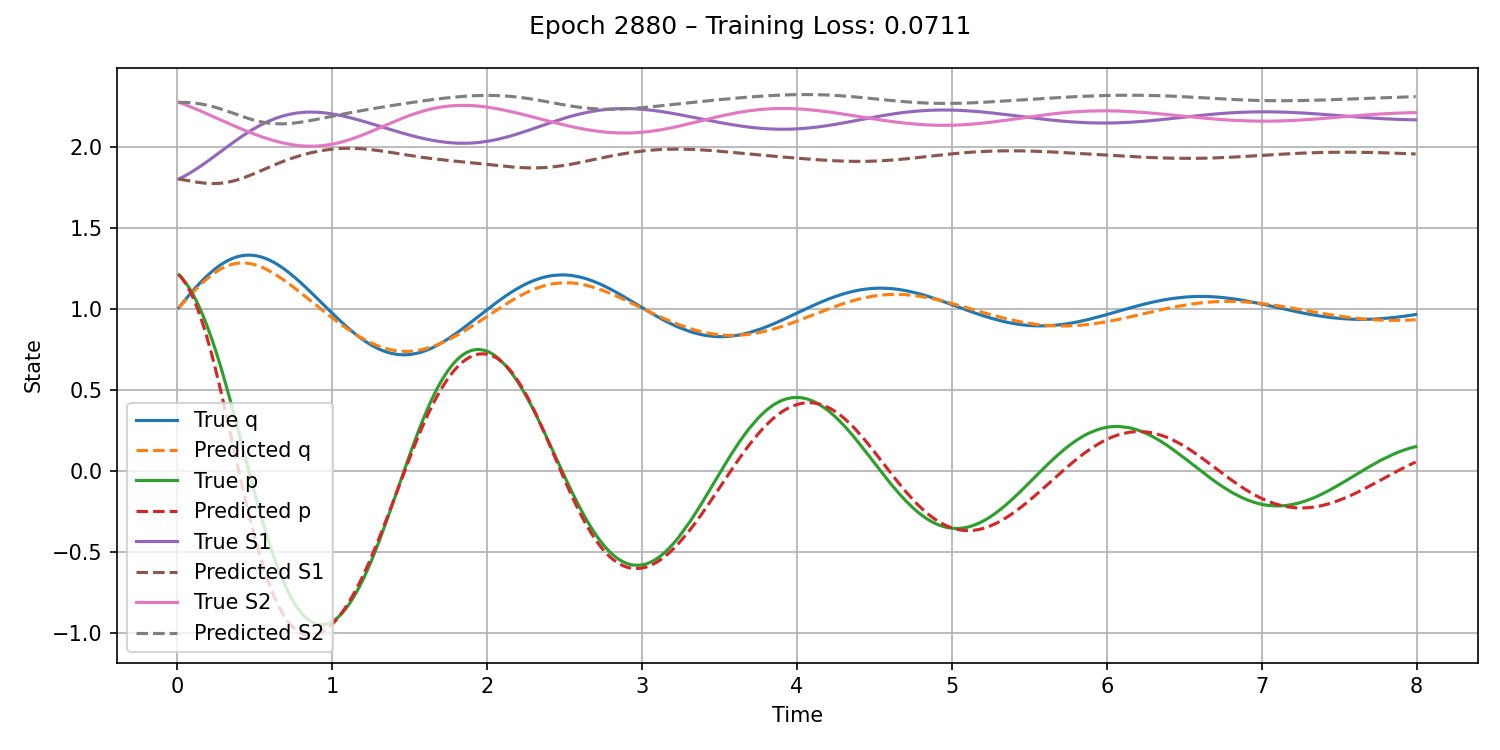 Epoch 2880 – Training Loss: 0.0711
State
2.0
1.5
1.0
0.5
0.0
−0.5
−1.0
True q
Predicted q
True p
Predicted p
True S1
Predicted S1
True S2
Predicted S2
0 1 2 3 4 5 6 7 8
Time